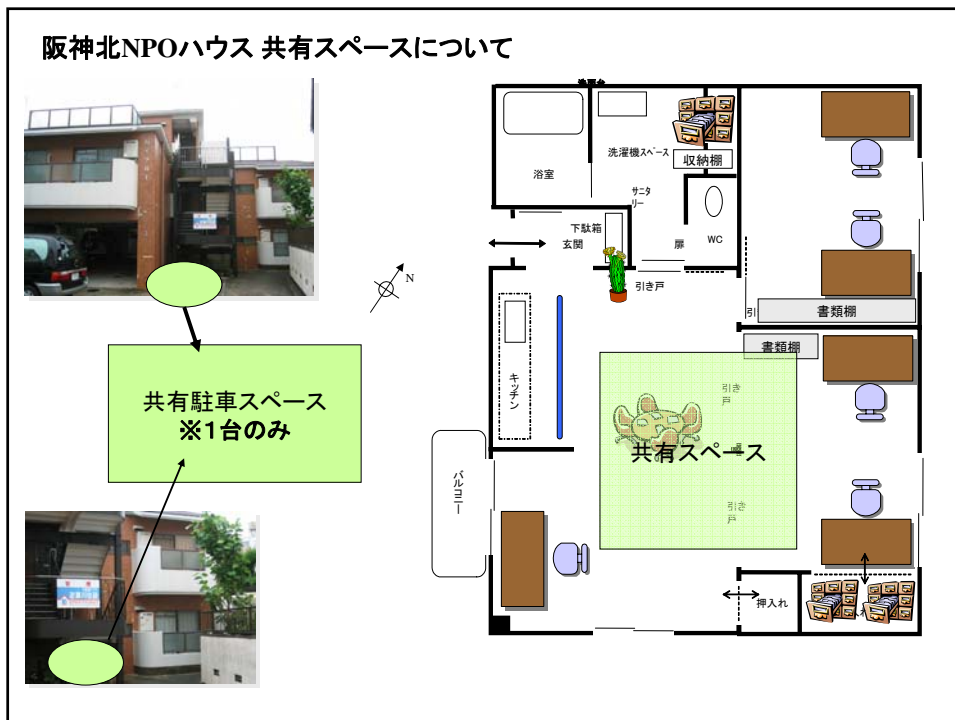 阪神北NPOハウス 共有スペースについて
洗面台
洗濯機スペース
収納棚
浴室
サニタリー
下駄箱
玄関
扉
WC
N
引き戸
書類棚
書類棚
共有駐車スペース
※1台のみ
キッチン
引き戸
共有スペース
引き戸
バルコニー
押入れ